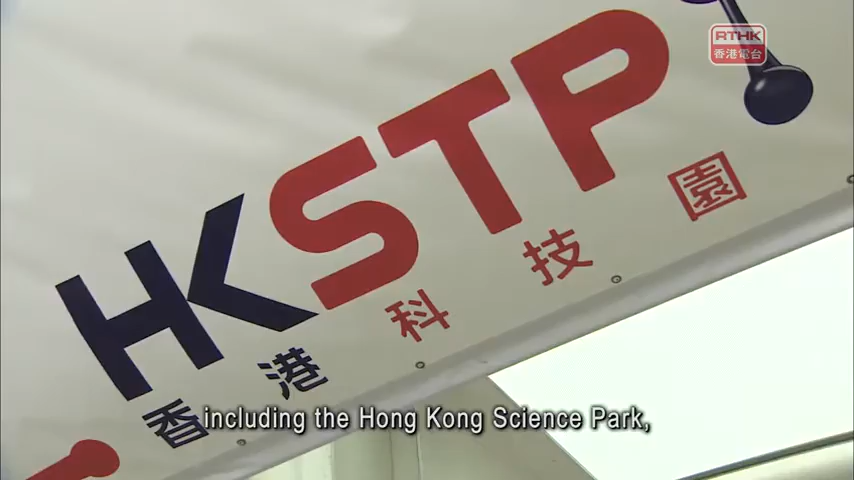 RTHK
香港電台
HKSTP
香港科技園
including the Hong Kong Science Park,